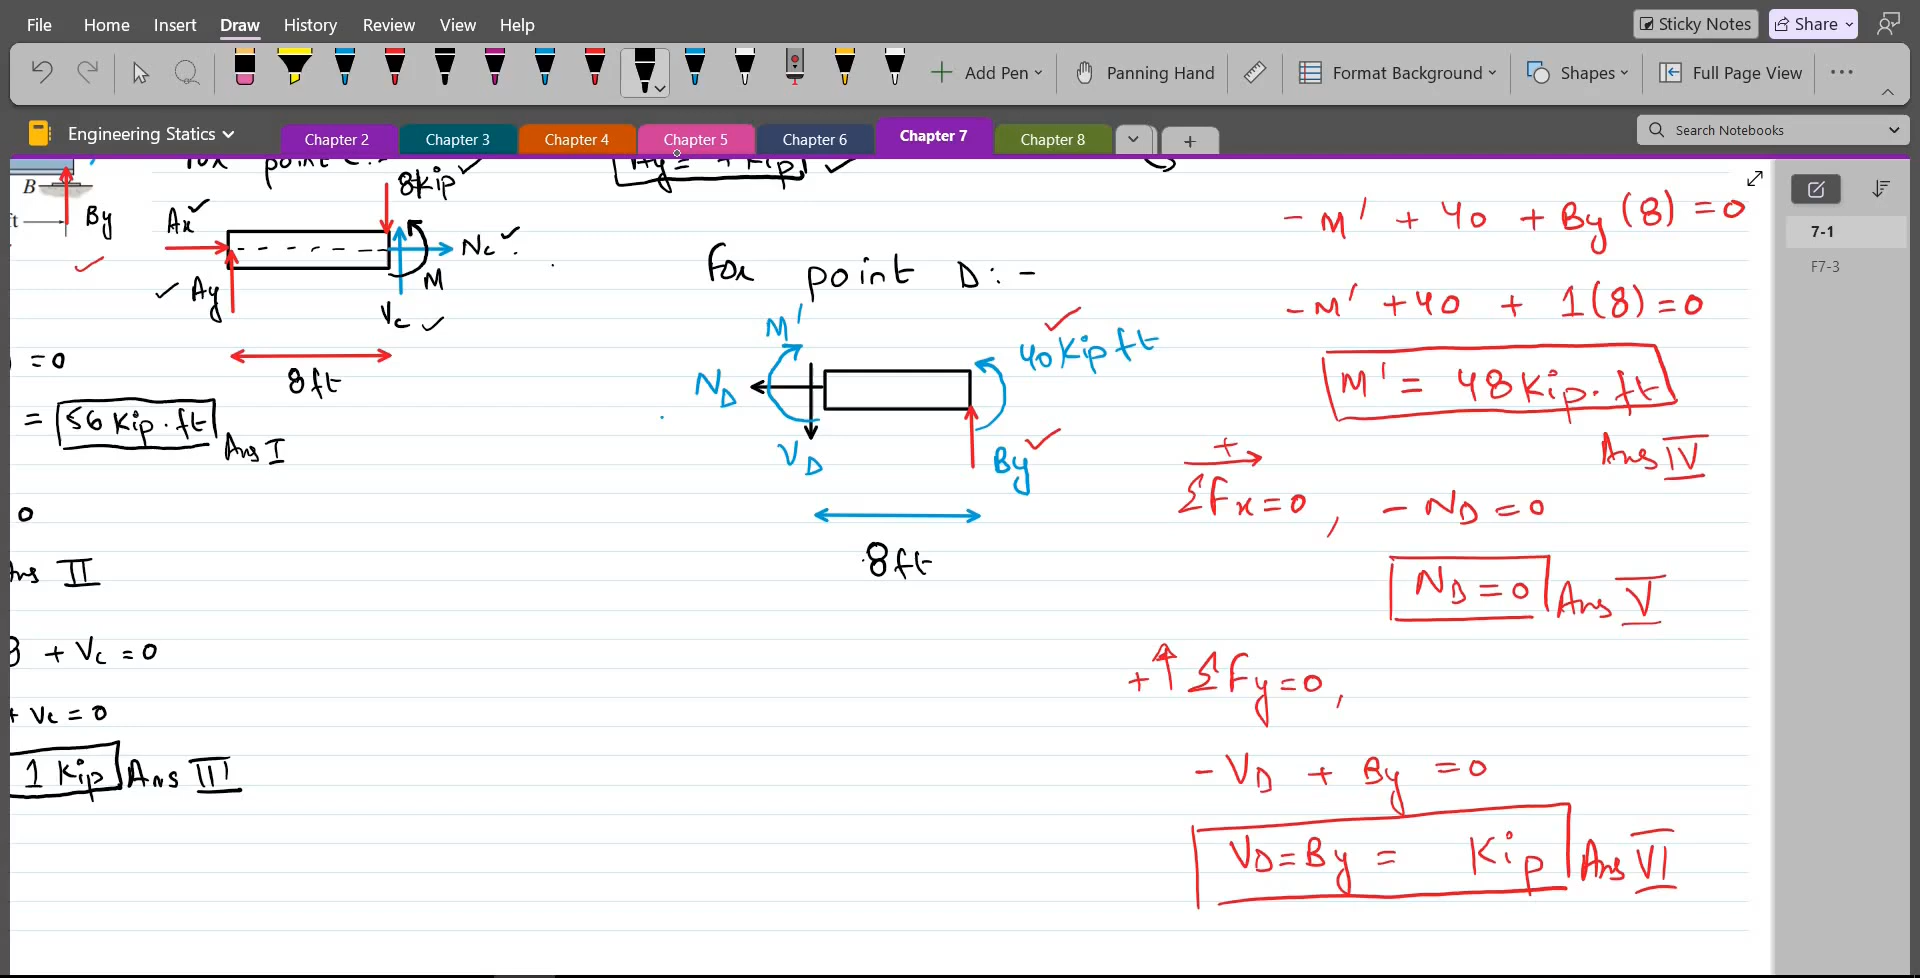 File Home Insert Draw History Review View Help
Sticky Notes Share
Add Pen Panning Hand Format Background Shapes Full Page View
Engineering Statics
Chapter 2 Chapter 3 Chapter 4 Chapter 5 Chapter 6 Chapter 7 Chapter 8
Search Notebooks
7-1
F7-3
B
ft
By
Ax
8kip
Nc
M
Ay
Vc
8ft
= 0
= 56 Kip . ft
Ans I
0
Ans II
+ Vc = 0
+ Vc = 0
1 Kip Ans III
For point D : -
M'
40 Kip ft
ND
VD
By
8ft
- M' + 40 + By (8) = 0
- M' + 40 + 1 (8) = 0
M' = 48 Kip . ft
Ans IV
+
ΣFx = 0 , - ND = 0
ND = 0 Ans V
+↑ ΣFy = 0 ,
- VD + By = 0
VD = By = Kip Ans VI